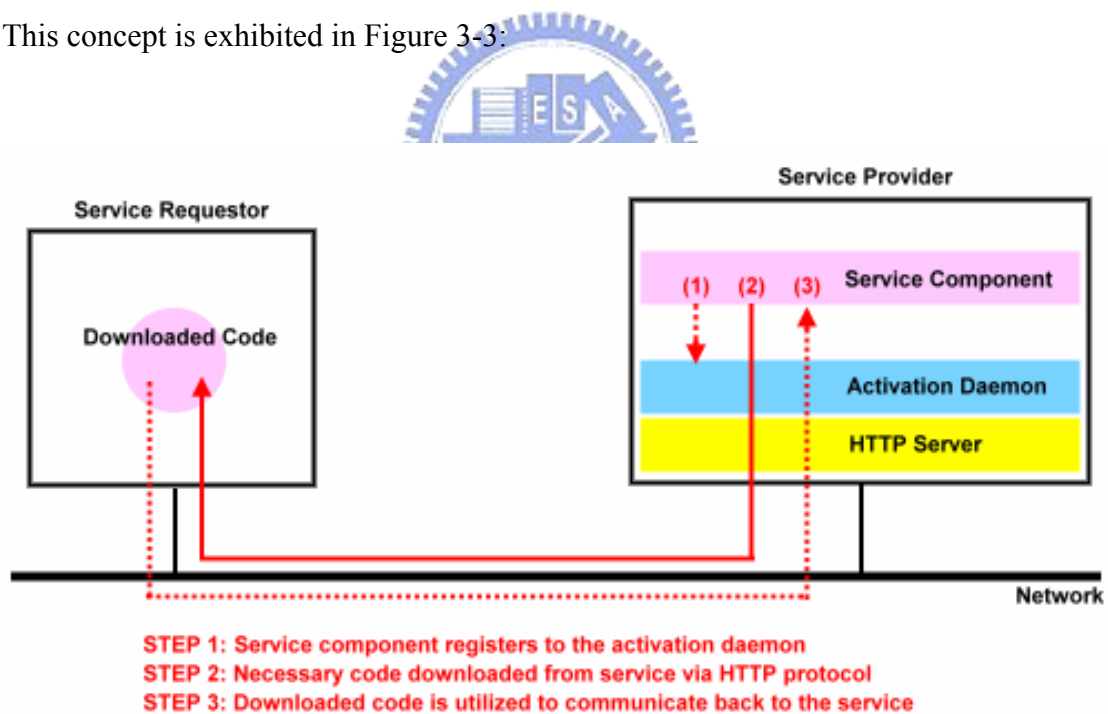 This concept is exhibited in Figure 3-3:
E S A
Service Provider
Service Requestor
(1) (2) (3) Service Component
Downloaded Code
Activation Daemon
HTTP Server
Network
STEP 1: Service component registers to the activation daemon
STEP 2: Necessary code downloaded from service via HTTP protocol
STEP 3: Downloaded code is utilized to communicate back to the service